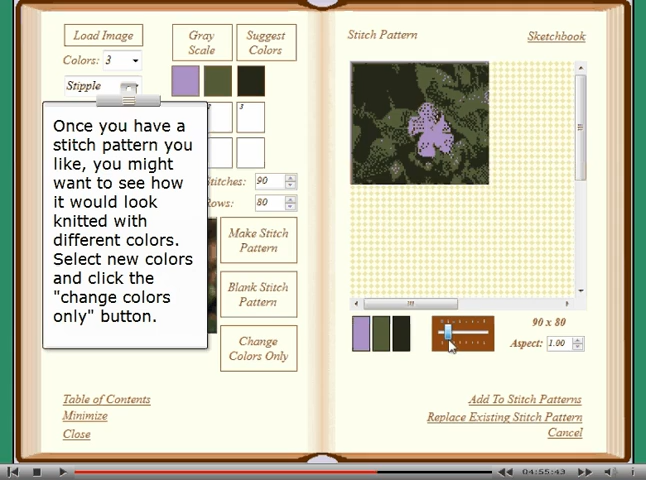 Load Image
Gray
Scale
Suggest
Colors
Colors: 3
Stipple
3
Once you have a
stitch pattern you
like, you might
want to see how
it would look
knitted with
different colors.
Select new colors
and click the
"change colors
only" button.
Stitches: 90
Rows: 80
Make Stitch
Pattern
Blank Stitch
Pattern
Change
Colors Only
Table of Contents
Minimize
Close
Stitch Pattern
Sketchbook
90 x 80
Aspect: 1.00
Add To Stitch Patterns
Replace Existing Stitch Pattern
Cancel
04:55:43